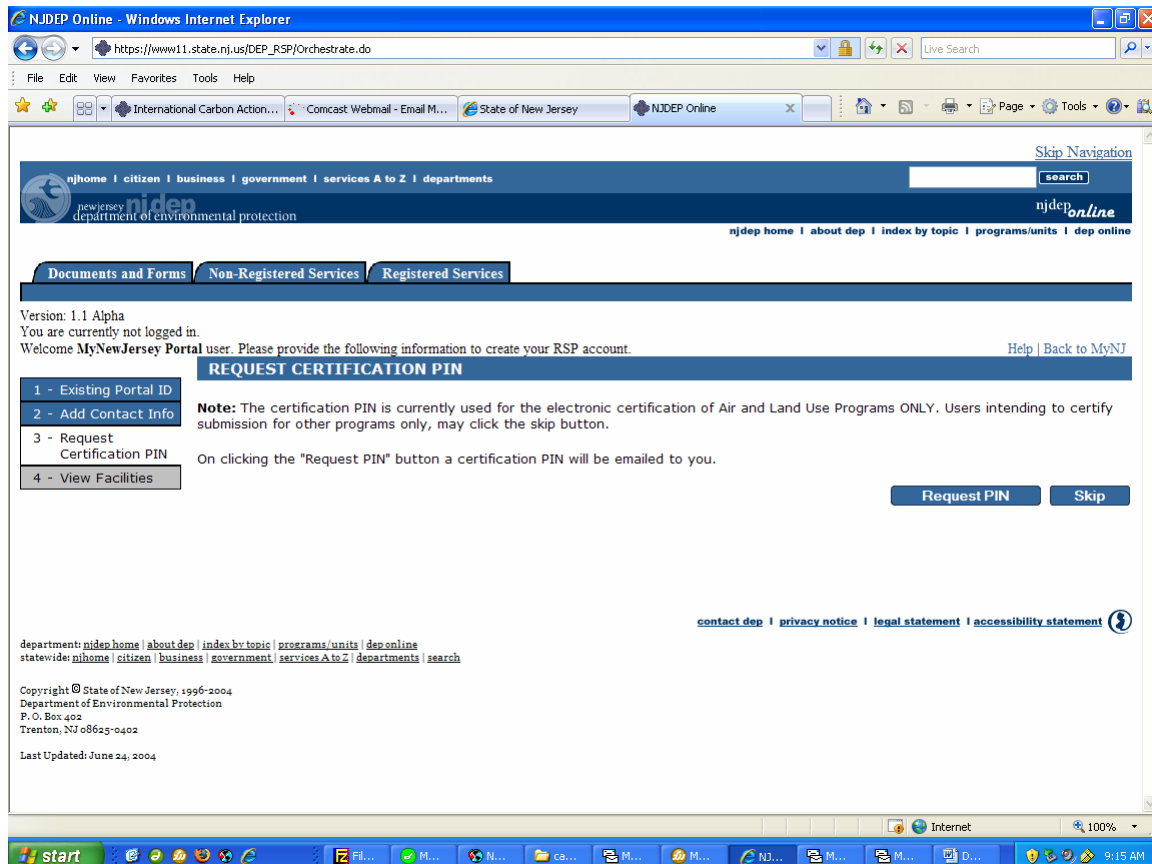 NJDEP Online - Windows Internet Explorer
https://www11.state.nj.us/DEP_RSP/Orchestrate.do
Live Search
File Edit View Favorites Tools Help
International Carbon Action... Comcast Webmail - Email M... State of New Jersey NJDEP Online Page Tools
Skip Navigation
njhome | citizen | business | government | services A to Z | departments
search
newjersey njdep
department of environmental protection
njdep online
njdep home | about dep | index by topic | programs/units | dep online
Documents and Forms Non-Registered Services Registered Services
Version: 1.1 Alpha
You are currently not logged in.
Welcome MyNewJersey Portal user. Please provide the following information to create your RSP account.
Help | Back to MyNJ
REQUEST CERTIFICATION PIN
1 - Existing Portal ID
2 - Add Contact Info
3 - Request
Certification PIN
4 - View Facilities
Note: The certification PIN is currently used for the electronic certification of Air and Land Use Programs ONLY. Users intending to certify
submission for other programs only, may click the skip button.
On clicking the "Request PIN" button a certification PIN will be emailed to you.
Request PIN Skip
contact dep | privacy notice | legal statement | accessibility statement
department: njdep home | about dep | index by topic | programs/units | dep online
statewide: njhome | citizen | business | government | services A to Z | departments | search
Copyright © State of New Jersey, 1996-2004
Department of Environmental Protection
P. O. Box 402
Trenton, NJ 08625-0402
Last Updated: June 24, 2004
Internet 100%
start Fil... M... N... ca... M... M... NJ... M... M... D... 9:15 AM